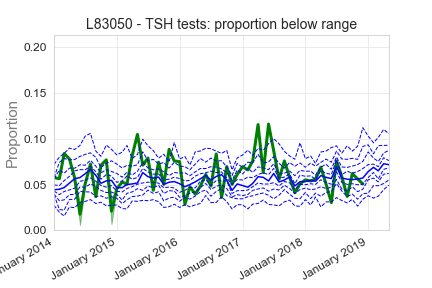 L83050 - TSH tests: proportion below range
Proportion
0.20
0.15
0.10
0.05
0.00
nuary 2014
January 2015
January 2016
January 2017
January 2018
January 2019